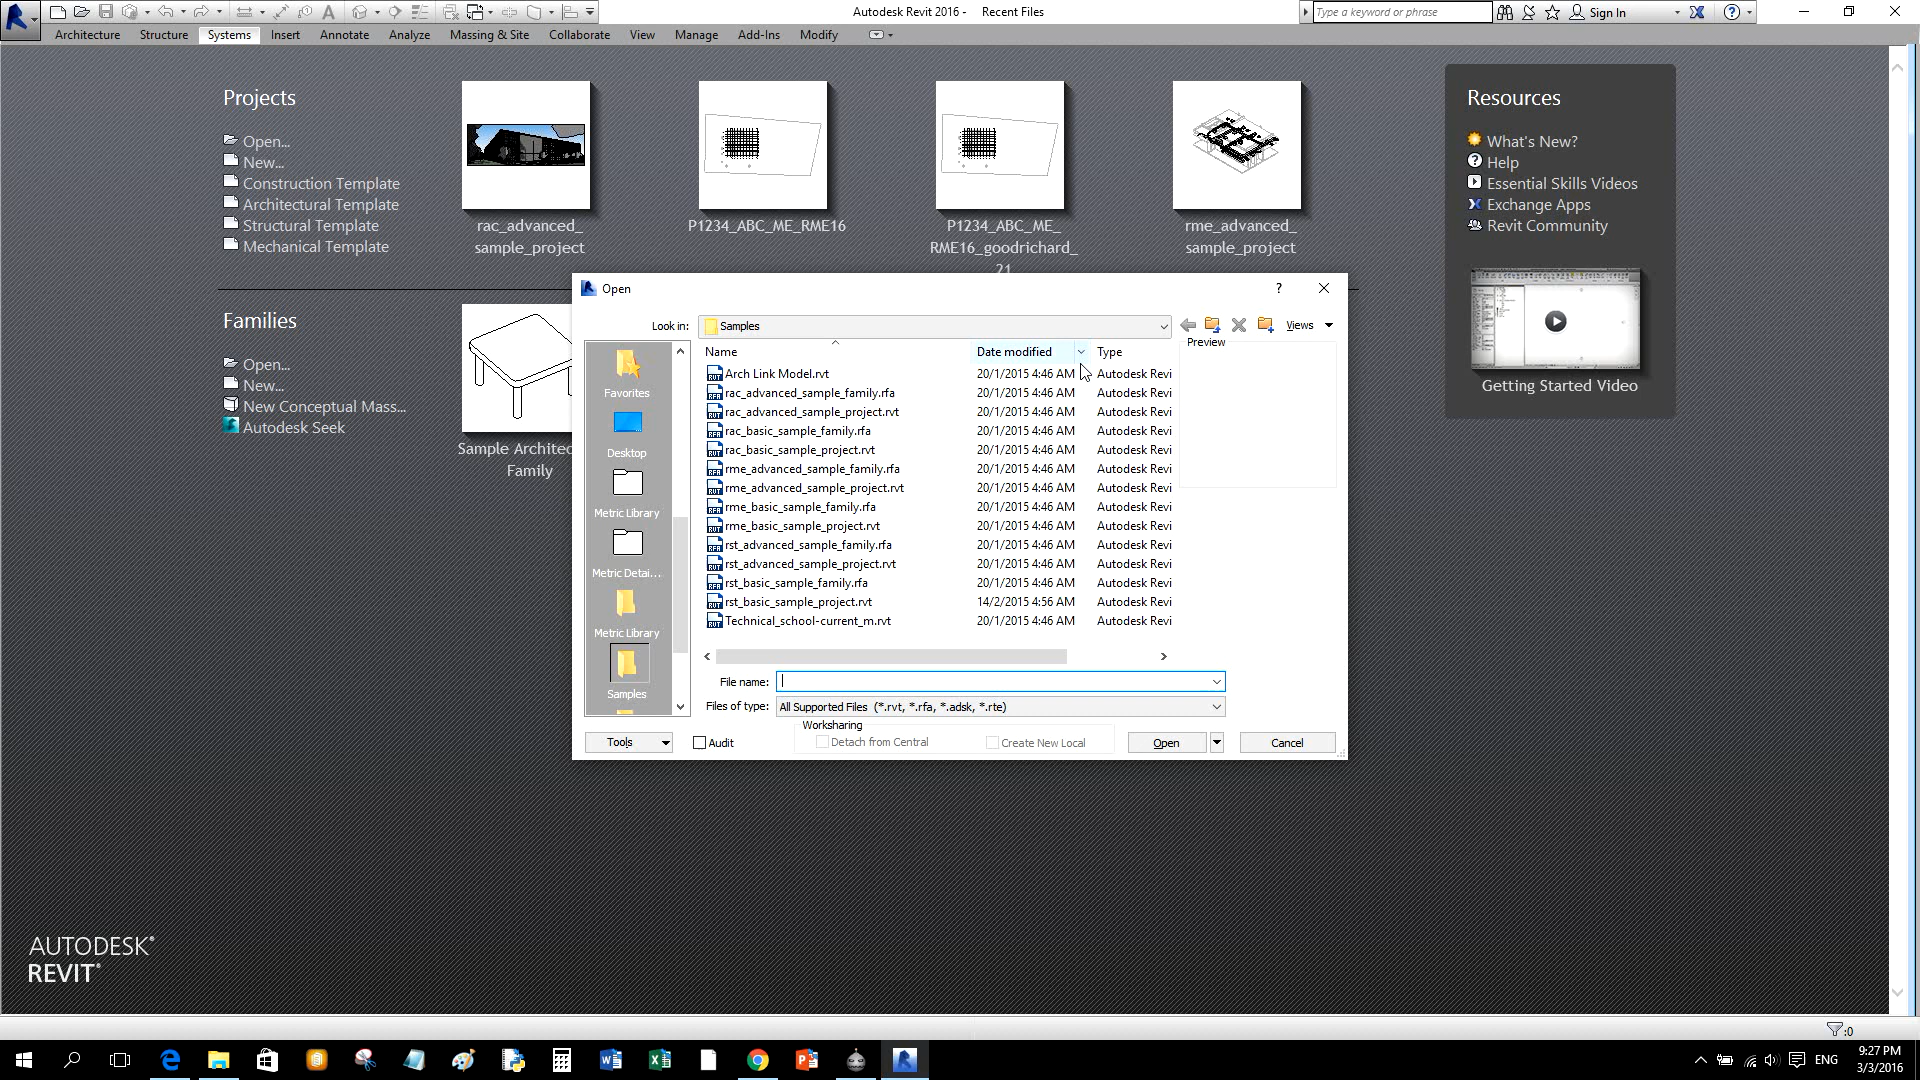 Autodesk Revit 2016 -    Recent Files
Type a keyword or phrase
Sign In
Architecture Structure Systems Insert Annotate Analyze Massing & Site Collaborate View Manage Add-Ins Modify
Projects
Open...
New...
Construction Template
Architectural Template
Structural Template
Mechanical Template
rac_advanced_
sample_project
P1234_ABC_ME_RME16
P1234_ABC_ME_
RME16_goodrichard_
21
rme_advanced_
sample_project
Resources
What's New?
Help
Essential Skills Videos
Exchange Apps
Revit Community
Getting Started Video
Families
Open...
New...
New Conceptual Mass...
Autodesk Seek
Sample Architec
Family
Open
Look in: Samples
Views
Favorites
Desktop
Metric Library
Metric Detai...
Metric Library
Samples
Name Date modified Type
Arch Link Model.rvt 20/1/2015 4:46 AM Autodesk Revi
rac_advanced_sample_family.rfa 20/1/2015 4:46 AM Autodesk Revi
rac_advanced_sample_project.rvt 20/1/2015 4:46 AM Autodesk Revi
rac_basic_sample_family.rfa 20/1/2015 4:46 AM Autodesk Revi
rac_basic_sample_project.rvt 20/1/2015 4:46 AM Autodesk Revi
rme_advanced_sample_family.rfa 20/1/2015 4:46 AM Autodesk Revi
rme_advanced_sample_project.rvt 20/1/2015 4:46 AM Autodesk Revi
rme_basic_sample_family.rfa 20/1/2015 4:46 AM Autodesk Revi
rme_basic_sample_project.rvt 20/1/2015 4:46 AM Autodesk Revi
rst_advanced_sample_family.rfa 20/1/2015 4:46 AM Autodesk Revi
rst_advanced_sample_project.rvt 20/1/2015 4:46 AM Autodesk Revi
rst_basic_sample_family.rfa 20/1/2015 4:46 AM Autodesk Revi
rst_basic_sample_project.rvt 14/2/2015 4:56 AM Autodesk Revi
Technical_school-current_m.rvt 20/1/2015 4:46 AM Autodesk Revi
Preview
File name:
Files of type: All Supported Files (*.rvt, *.rfa, *.adsk, *.rte)
Worksharing
Tools
Audit
Detach from Central
Create New Local
Open
Cancel
AUTODESK®
REVIT®
:0
ENG
9:27 PM
3/3/2016